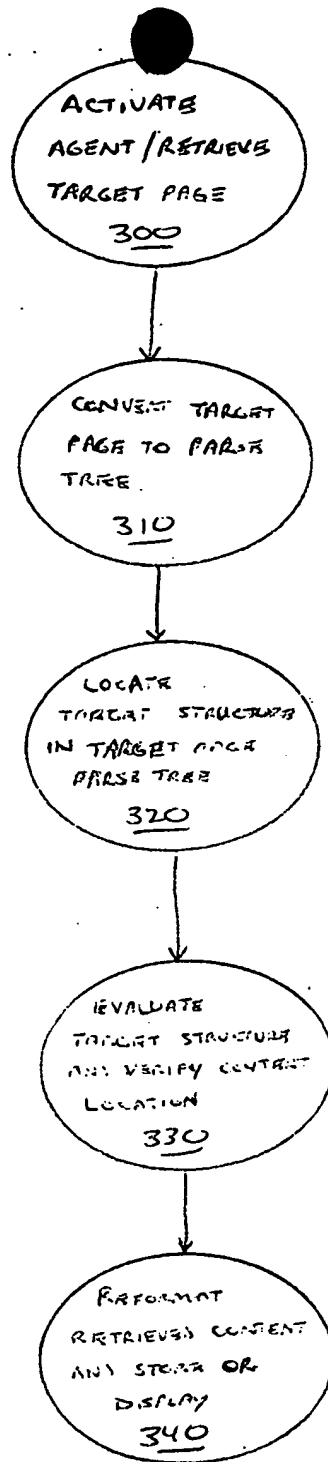 ACTIVATE
AGENT/RETRIEVE
TARGET PAGE
300
CONVERT TARGET
PAGE TO PARSE
TREE
310
LOCATE
TARGET STRUCTURE
IN TARGET PAGE
PARSE TREE
320
EVALUATE
TARGET STRUCTURE
AND VERIFY CONTENT
LOCATION
330
REFORMAT
RETRIEVED CONTENT
AND STORE OR
DISPLAY
340